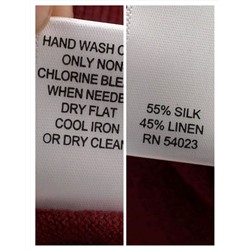 HAND WASH
ONLY NON
CHLORINE
WHEN NEEDE
DRY FLAT
COOL IRON
OR DRY CLEAN
55% SILK
45% LINEN
RN 54023